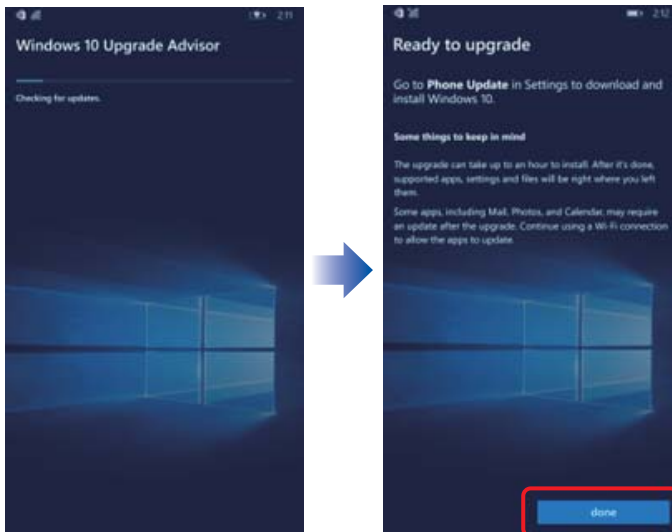 2:11
Windows 10 Upgrade Advisor
Checking for updates.
2:12
Ready to upgrade
Go to Phone Update in Settings to download and
install Windows 10.
Some things to keep in mind
The upgrade can take up to an hour to install. After it's done,
supported apps, settings and files will be right where you left
them.
Some apps, including Mail, Photos, and Calendar, may require
an update after the upgrade. Continue using a Wi-Fi connection
to allow the apps to update.
done